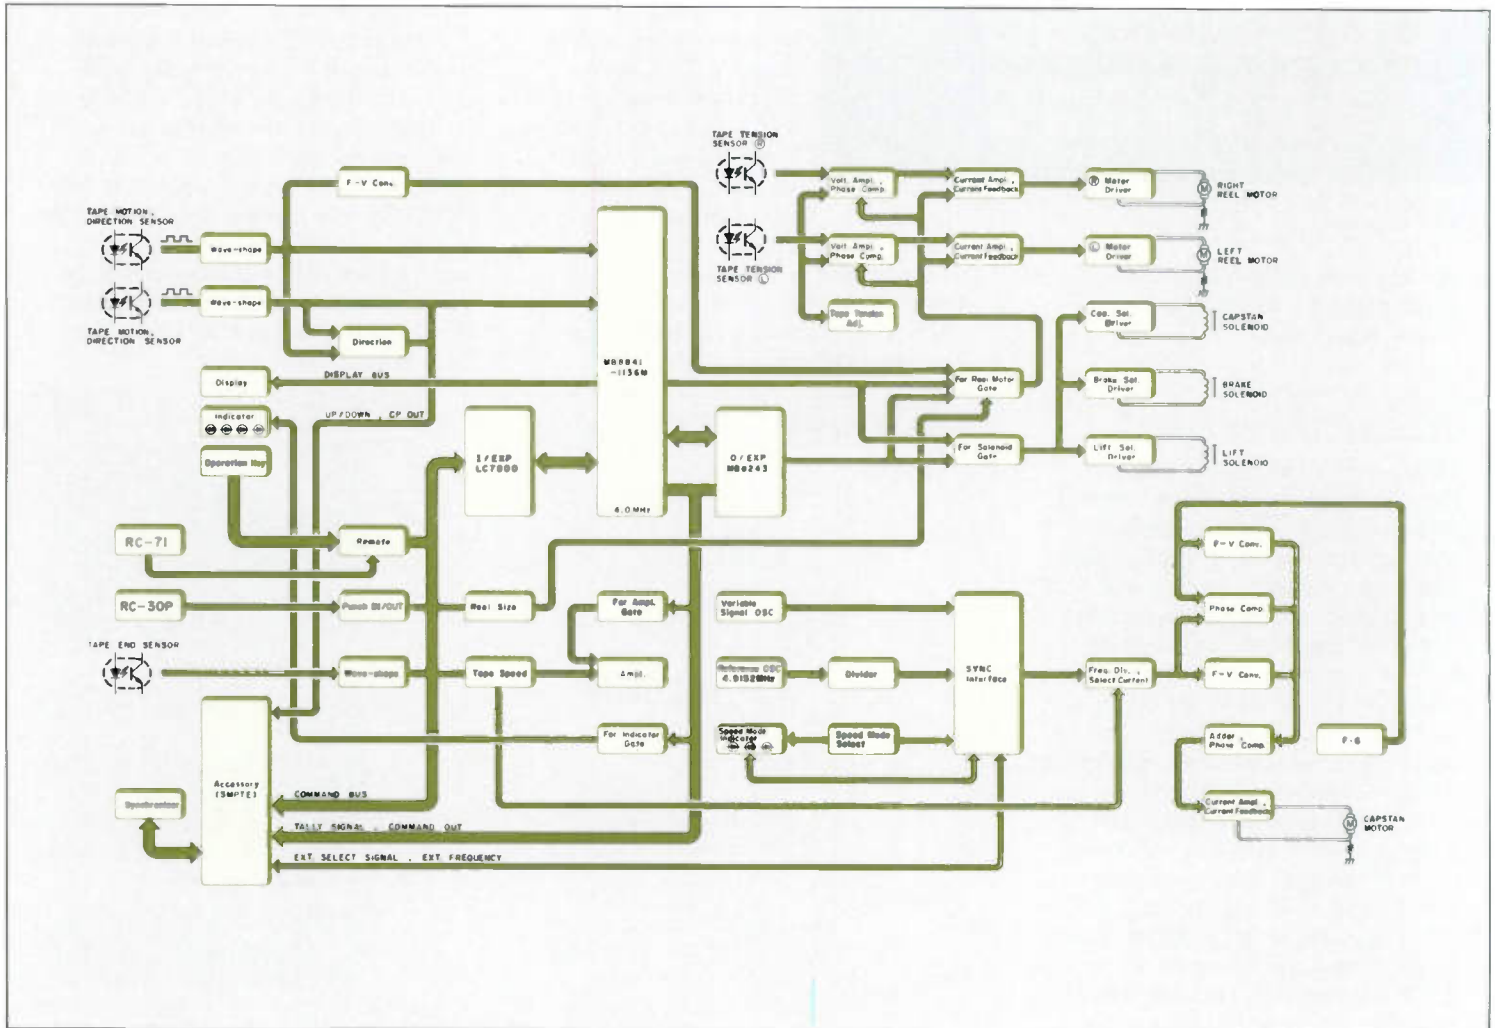 TAPE TENSION
SENSOR Ⓡ
F-V Conv.
Volt. Ampl. ,
Phase Comp.
Current Ampl. ,
Current Feedback
Ⓡ Motor
Driver
M
RIGHT
REEL MOTOR
TAPE MOTION ,
DIRECTION SENSOR
Wave-shape
Volt. Ampl. ,
Phase Comp.
Current Ampl. ,
Current Feedback
Ⓛ Motor
Driver
M
LEFT
REEL MOTOR
TAPE TENSION
SENSOR Ⓛ
Wave-shape
TAPE MOTION ,
DIRECTION SENSOR
Tape Tension
Adj.
Cap. Sol.
Driver
CAPSTAN
SOLENOID
Direction
MB8841
-1136M
Display
DISPLAY BUS
For Reel Motor
Gate
Brake Sol.
Driver
BRAKE
SOLENOID
Indicator
UP/DOWN , CP OUT
I/EXP
LC7800
O/EXP
MB8243
For Solenoid
Gate
Lift Sol.
Driver
LIFT
SOLENOID
Operation Key
4.0MHz
RC-71
Remote
F-V Conv.
RC-30P
Punch IN/OUT
Reel Size
For Ampl.
Gate
Variable
Signal OSC
Phase Comp.
TAPE END SENSOR
Wave-shape
Tape Speed
Ampl.
Reference OSC
4.9152MHz
Divider
SYNC
Interface
Freq. Div. ,
Select Current
F-V Conv.
For Indicator
Gate
Speed Mode
Indicator
Speed Mode
Select
Adder ,
Phase Comp.
F-6
Accessory
(SMPTE)
COMMAND BUS
Synchronizer
Current Ampl. ,
Current Feedback
M
CAPSTAN
MOTOR
TALLY SIGNAL , COMMAND OUT
EXT SELECT SIGNAL , EXT FREQUENCY